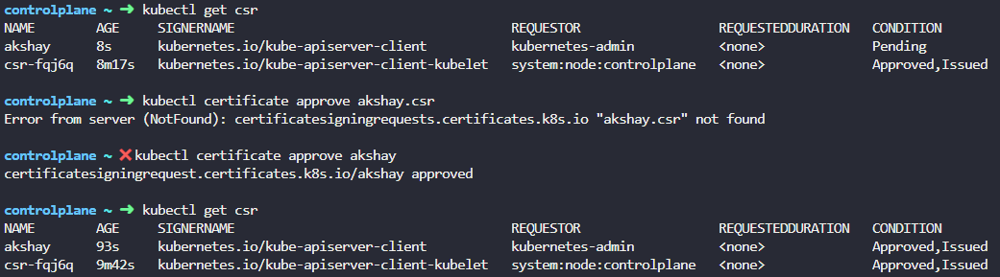 controlplane ~ ➜ kubectl get csr
NAME AGE SIGNERNAME REQUESTOR REQUESTEDDURATION CONDITION
akshay 8s kubernetes.io/kube-apiserver-client kubernetes-admin <none> Pending
csr-fqj6q 8m17s kubernetes.io/kube-apiserver-client-kubelet system:node:controlplane <none> Approved,Issued
controlplane ~ ➜ kubectl certificate approve akshay.csr
Error from server (NotFound): certificatesigningrequests.certificates.k8s.io "akshay.csr" not found
controlplane ~ ❌kubectl certificate approve akshay
certificatesigningrequest.certificates.k8s.io/akshay approved
controlplane ~ ➜ kubectl get csr
NAME AGE SIGNERNAME REQUESTOR REQUESTEDDURATION CONDITION
akshay 93s kubernetes.io/kube-apiserver-client kubernetes-admin <none> Approved,Issued
csr-fqj6q 9m42s kubernetes.io/kube-apiserver-client-kubelet system:node:controlplane <none> Approved,Issued